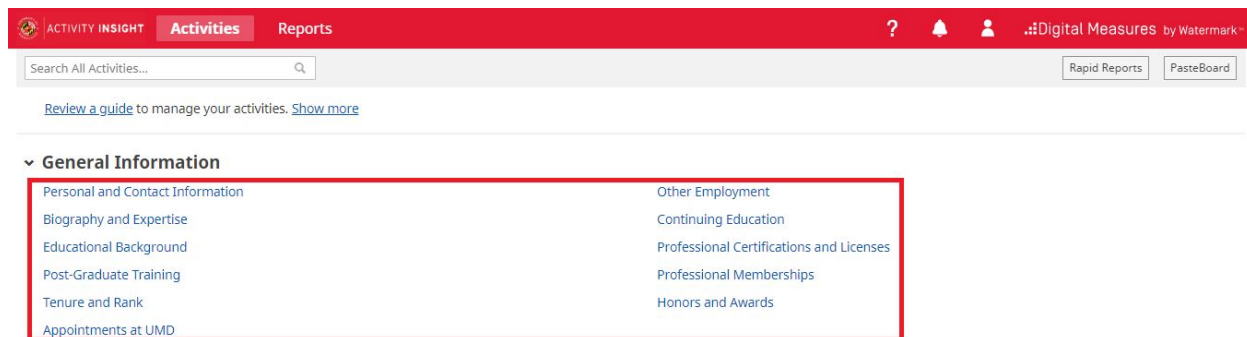 ACTIVITY INSIGHT Activities Reports ? .::Digital Measures by Watermark™
Search All Activities... Rapid Reports PasteBoard
Review a guide to manage your activities. Show more
General Information
Personal and Contact Information
Biography and Expertise
Educational Background
Post-Graduate Training
Tenure and Rank
Appointments at UMD
Other Employment
Continuing Education
Professional Certifications and Licenses
Professional Memberships
Honors and Awards